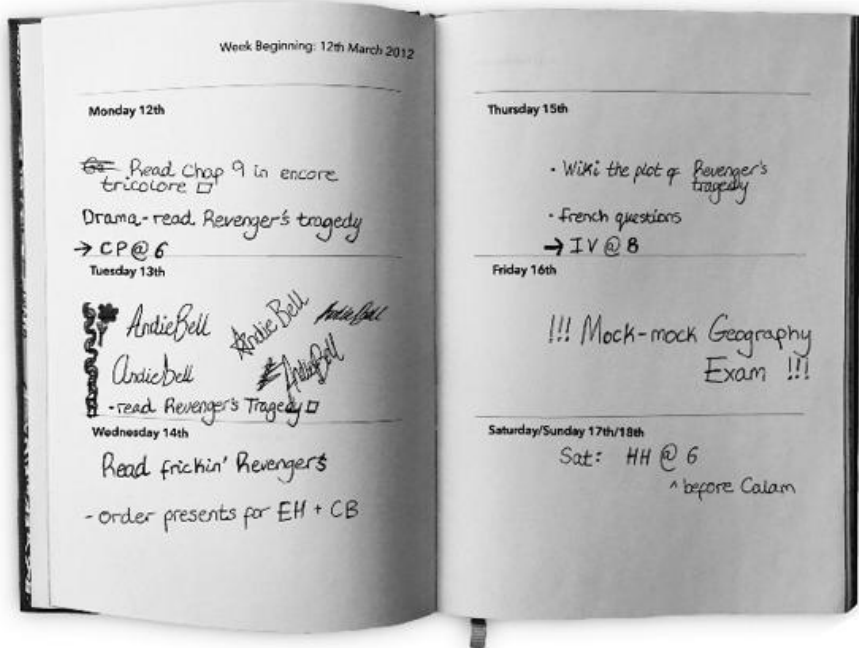 Week Beginning: 12th March 2012
Monday 12th
Read Chap 9 in encore
tricolore
Drama - read Revenger's tragedy
→ CP @ 6
Tuesday 13th
AndieBell
Andie Bell
AndieBell
AndieBell
AndieBell
- read Revenger's Tragedy
Wednesday 14th
Read frickin' Revengers
- order presents for EH + CB
Thursday 15th
· Wiki the plot of Revenger's
tragedy
· french questions
→ IV @ 8
Friday 16th
!!! Mock-mock Geography
Exam !!!
Saturday/Sunday 17th/18th
Sat: HH @ 6
^ before Calam